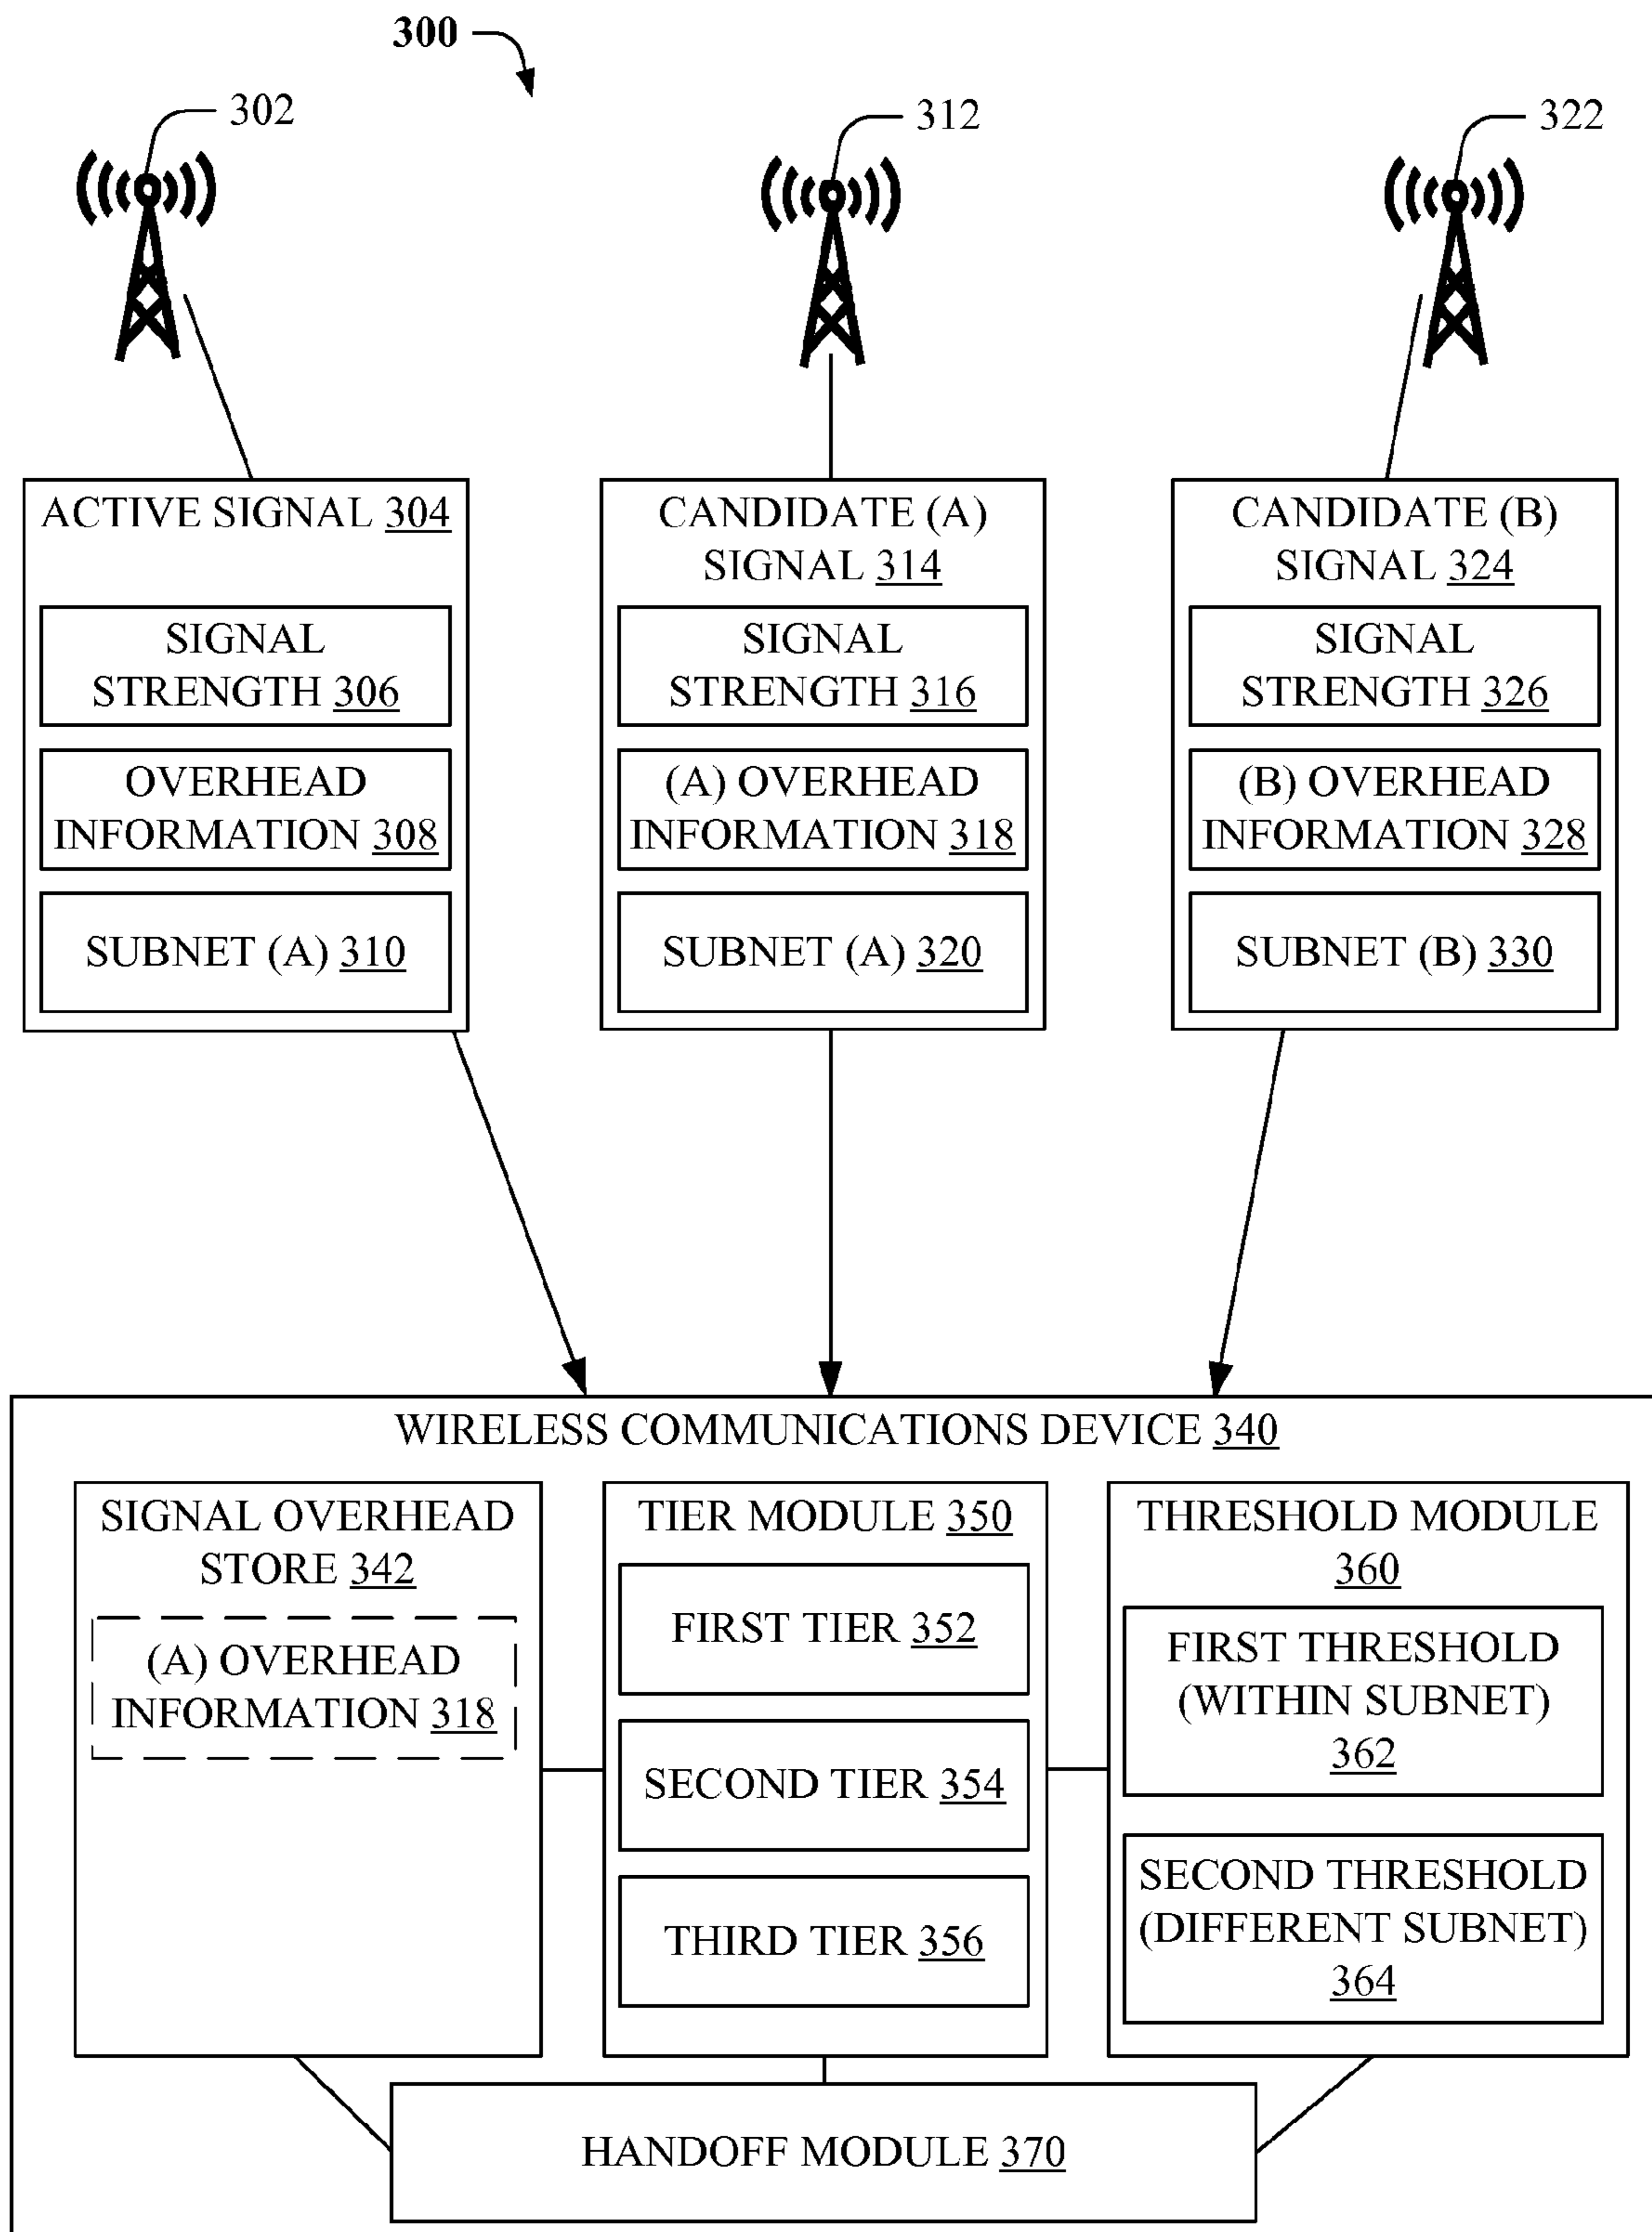 300
302
312
322
ACTIVE SIGNAL 304
SIGNAL
STRENGTH 306
OVERHEAD
INFORMATION 308
SUBNET (A) 310
CANDIDATE (A)
SIGNAL 314
SIGNAL
STRENGTH 316
(A) OVERHEAD
INFORMATION 318
SUBNET (A) 320
CANDIDATE (B)
SIGNAL 324
SIGNAL
STRENGTH 326
(B) OVERHEAD
INFORMATION 328
SUBNET (B) 330
WIRELESS COMMUNICATIONS DEVICE 340
SIGNAL OVERHEAD
STORE 342
(A) OVERHEAD
INFORMATION 318
TIER MODULE 350
FIRST TIER 352
SECOND TIER 354
THIRD TIER 356
THRESHOLD MODULE
360
FIRST THRESHOLD
(WITHIN SUBNET)
362
SECOND THRESHOLD
(DIFFERENT SUBNET)
364
HANDOFF MODULE 370